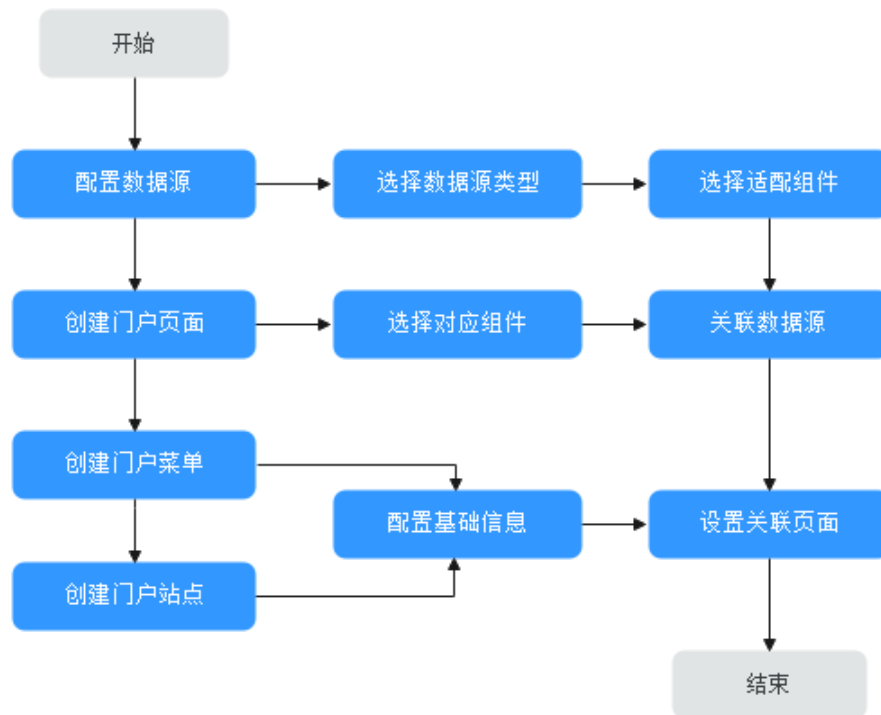 开始
配置数据源
选择数据源类型
选择适配组件
创建门户页面
选择对应组件
关联数据源
创建门户菜单
配置基础信息
设置关联页面
创建门户站点
结束